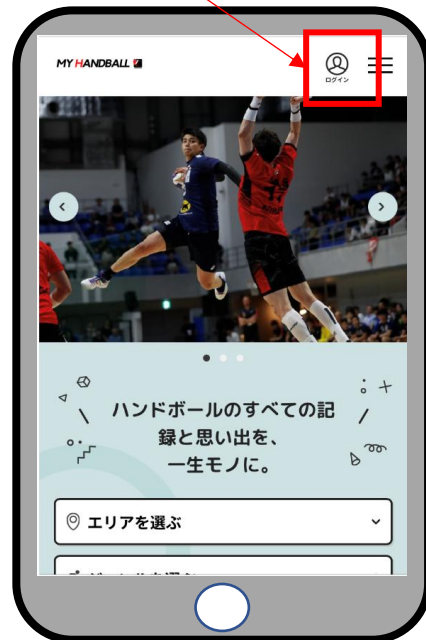 MY HANDBALL
ログイン
ハンドボールのすべての記
録と思い出を、
一生モノに。
エリアを選ぶ